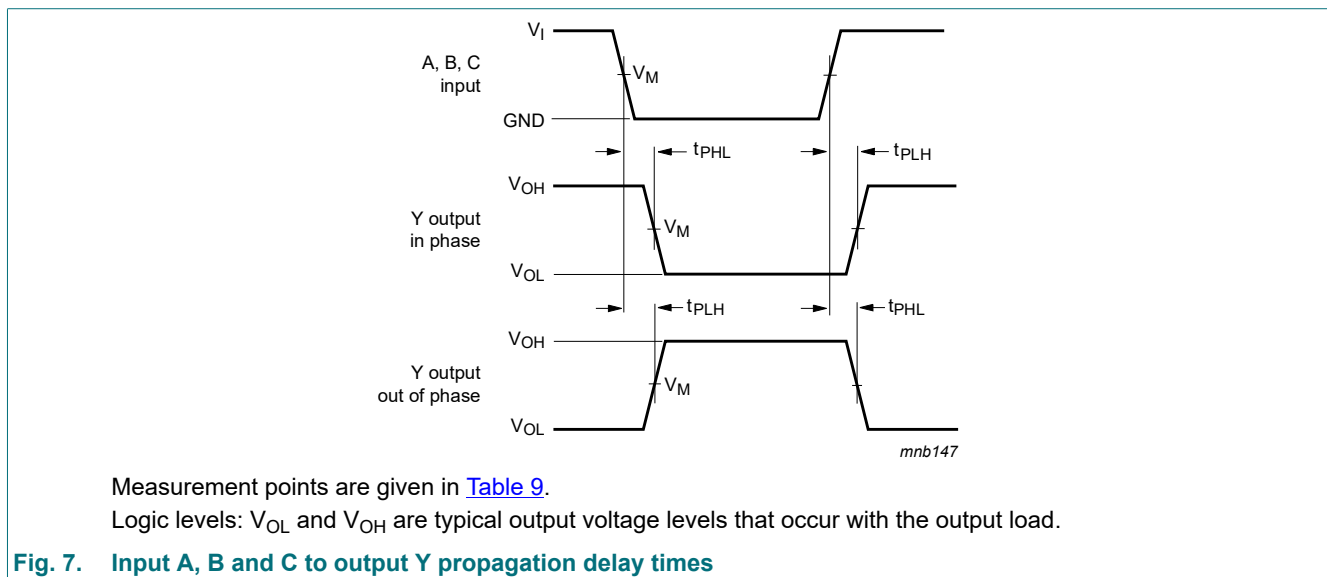 V_I
A, B, C
input
V_M
GND
t_PHL
t_PLH
V_OH
Y output
in phase
V_M
V_OL
t_PLH
t_PHL
V_OH
Y output
out of phase
V_M
V_OL
mnb147
Measurement points are given in Table 9.
Logic levels: V_OL and V_OH are typical output voltage levels that occur with the output load.
Fig. 7. Input A, B and C to output Y propagation delay times